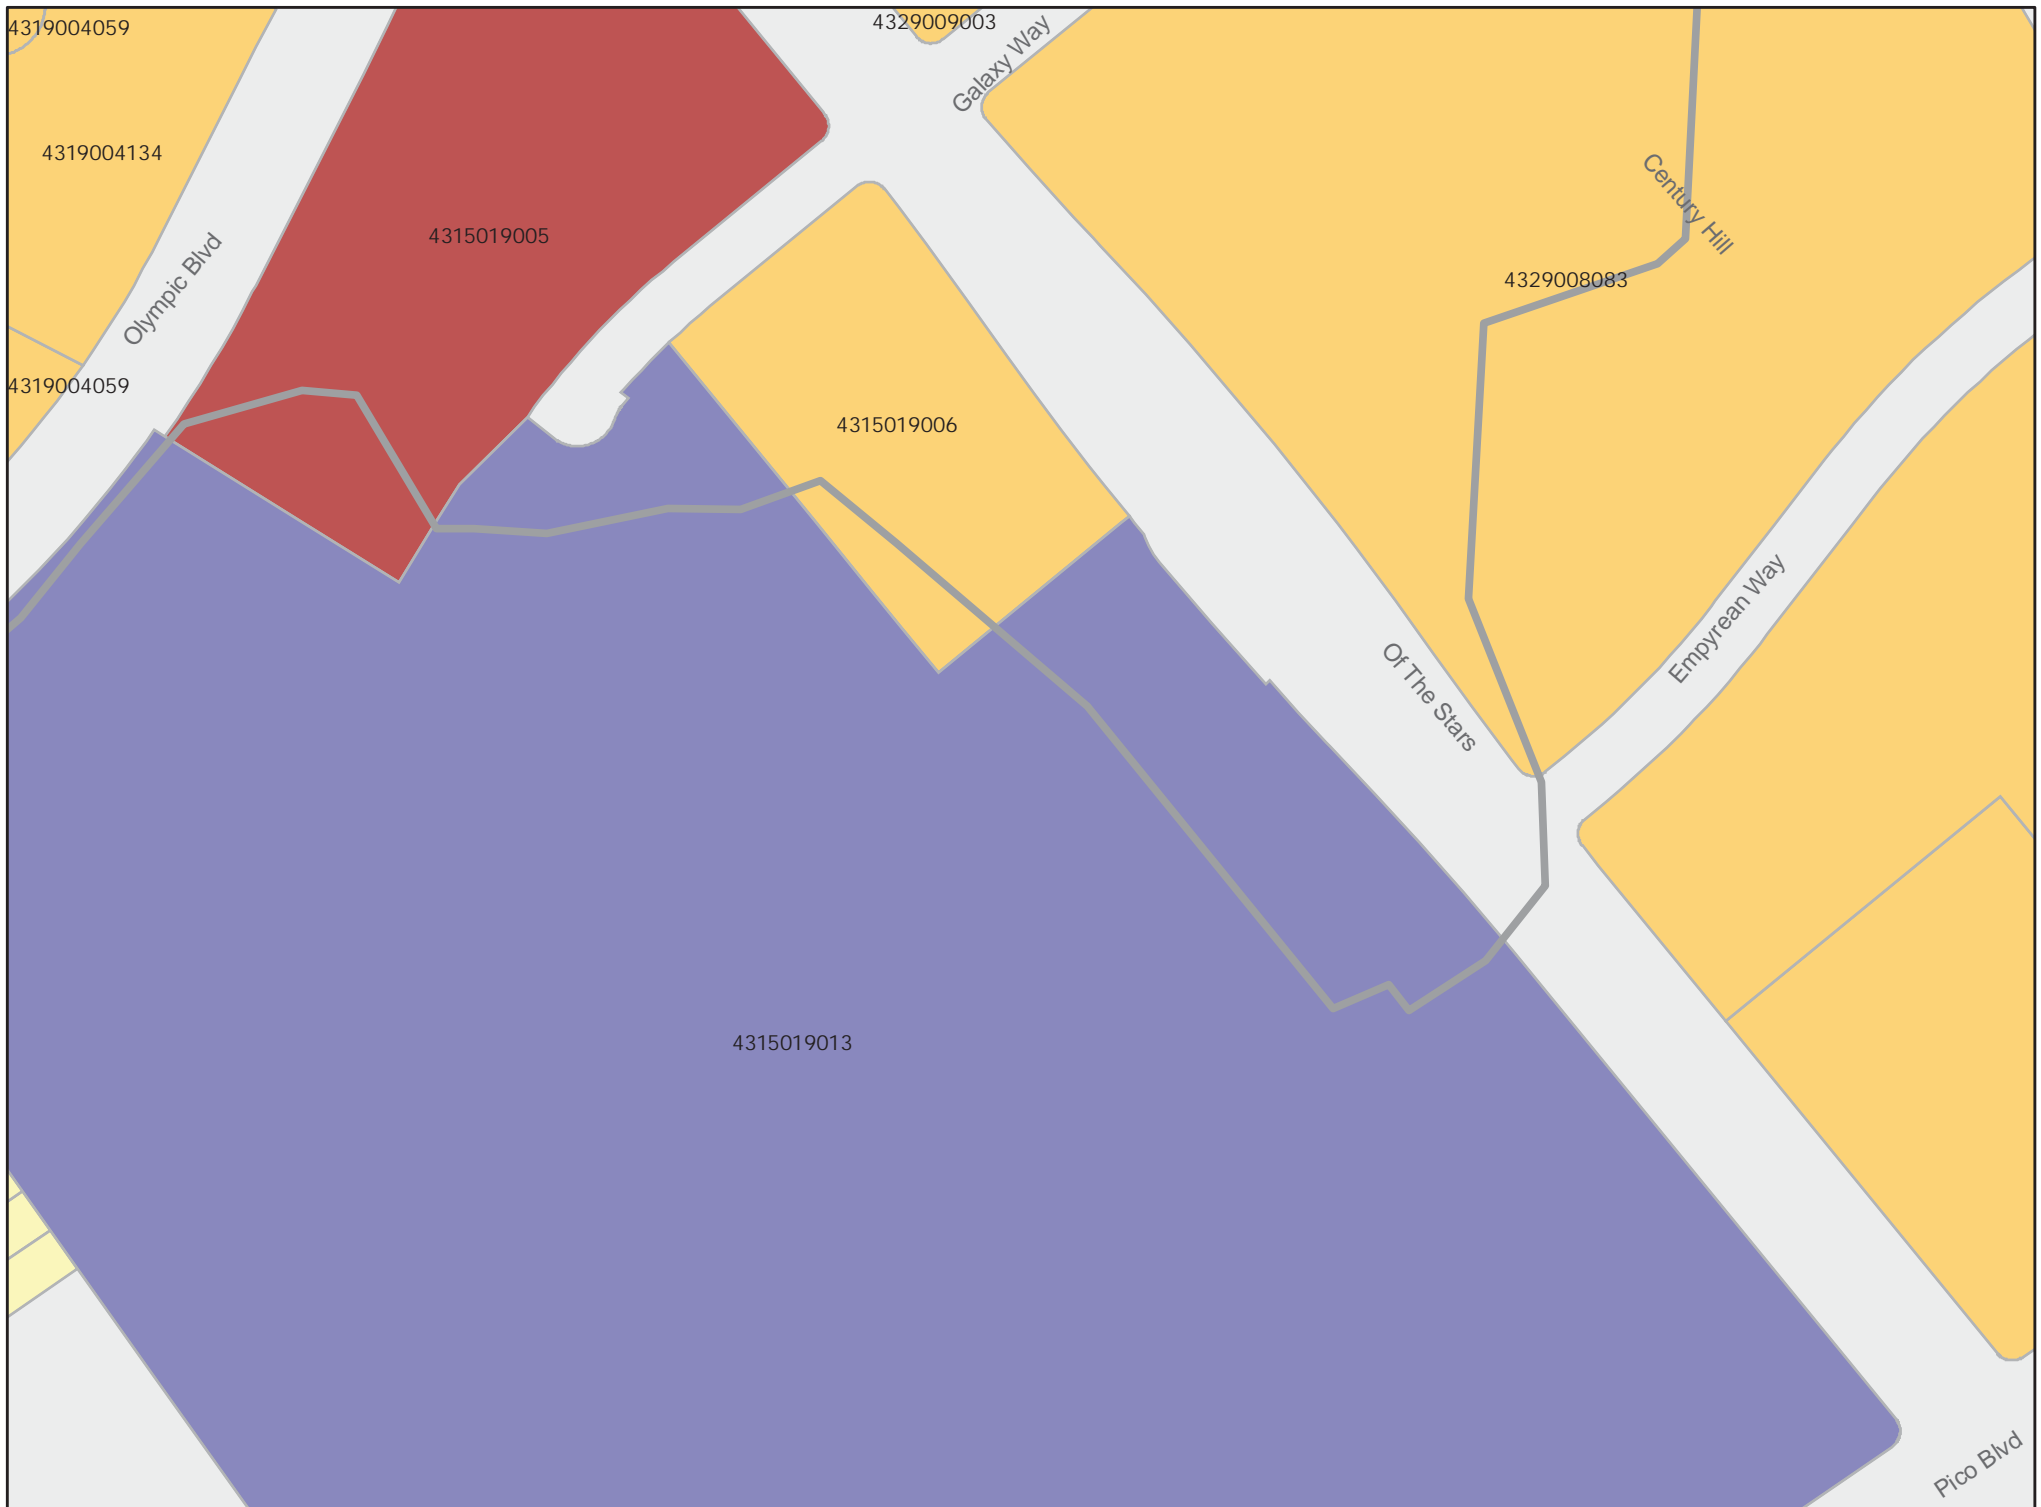 4319004059
4329009003
Galaxy Way
4319004134
Century Hill
4315019005
Olympic Blvd
4329008083
4319004059
4315019006
Empyrean Way
Of The Stars
4315019013
Pico Blvd